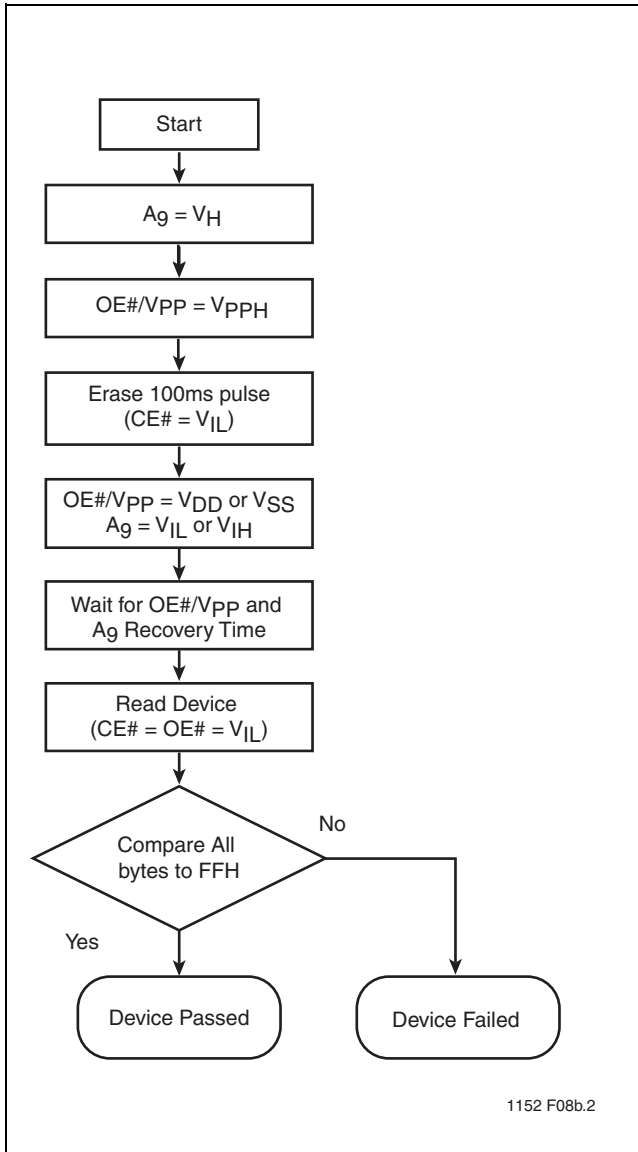 Start
A9 = VH
OE#/VPP = VPPH
Erase 100ms pulse
(CE# = VIL)
OE#/VPP = VDD or VSS
A9 = VIL or VIH
Wait for OE#/VPP and
A9 Recovery Time
Read Device
(CE# = OE# = VIL)
Compare All
bytes to FFH
No
Yes
Device Passed
Device Failed
1152 F08b.2